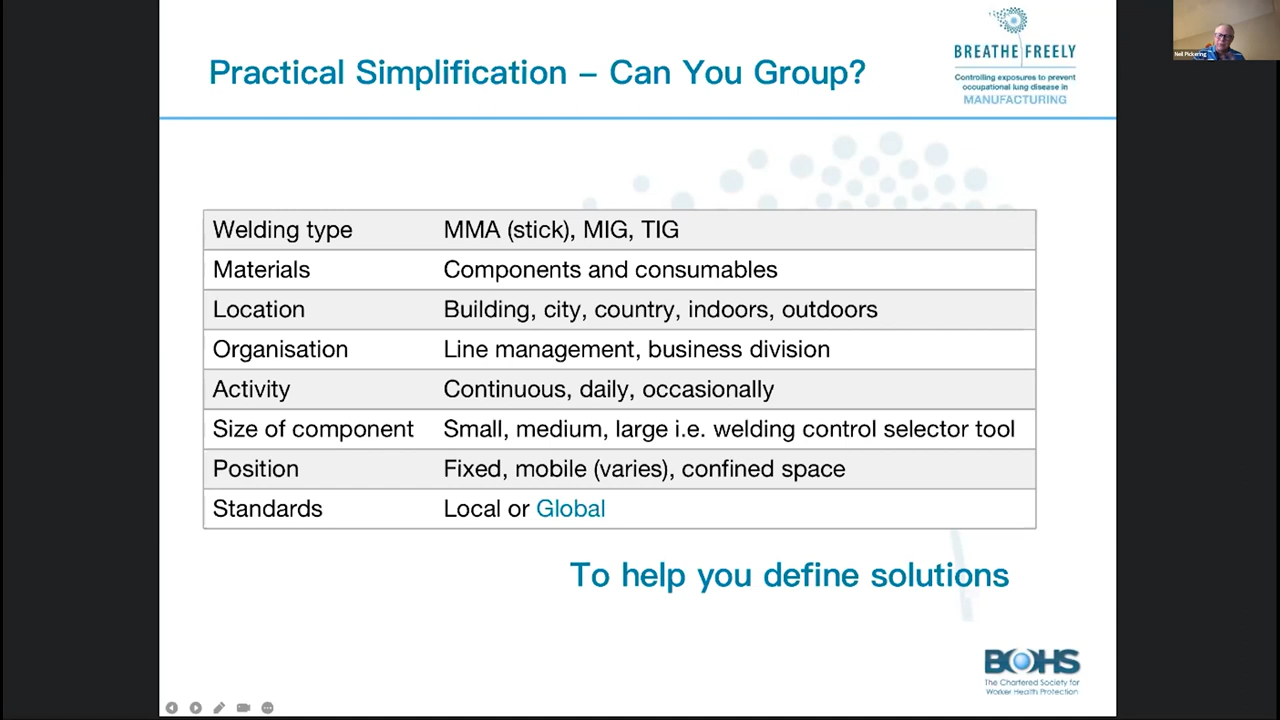 Practical Simplification – Can You Group?
BREATHE FREELY
Controlling exposures to prevent
occupational lung disease in
MANUFACTURING
Neil Pickering
Welding type MMA (stick), MIG, TIG
Materials Components and consumables
Location Building, city, country, indoors, outdoors
Organisation Line management, business division
Activity Continuous, daily, occasionally
Size of component Small, medium, large i.e. welding control selector tool
Position Fixed, mobile (varies), confined space
Standards Local or Global
To help you define solutions
BOHS
The Chartered Society for
Worker Health Protection